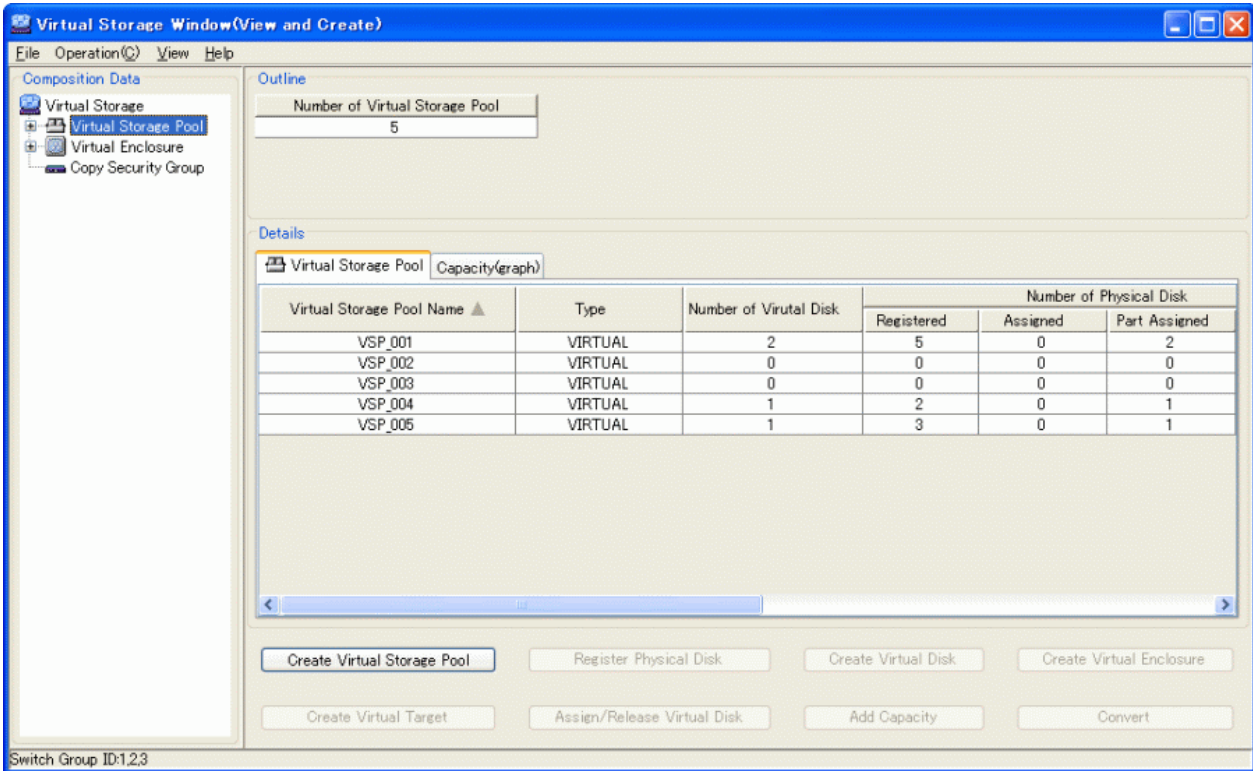 Virtual Storage Window(View and Create)
File Operation(C) View Help
Composition Data
Virtual Storage
Virtual Storage Pool
Virtual Enclosure
Copy Security Group
Outline
Number of Virtual Storage Pool
5
Details
Virtual Storage Pool Capacity(graph)
Virtual Storage Pool Name Type Number of Virutal Disk Number of Physical Disk
Registered Assigned Part Assigned
VSP_001 VIRTUAL 2 5 0 2
VSP_002 VIRTUAL 0 0 0 0
VSP_003 VIRTUAL 0 0 0 0
VSP_004 VIRTUAL 1 2 0 1
VSP_005 VIRTUAL 1 3 0 1
Create Virtual Storage Pool Register Physical Disk Create Virtual Disk Create Virtual Enclosure
Create Virtual Target Assign/Release Virtual Disk Add Capacity Convert
Switch Group ID:1,2,3